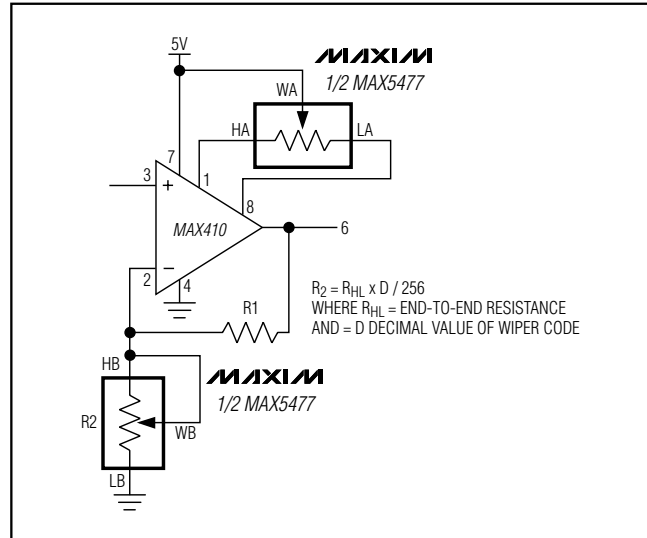 5V
MAXIM
1/2 MAX5477
WA
HA
LA
7
1
3
+
8
MAX410
6
2
−
4
R1
R₂ = R_HL x D / 256
WHERE R_HL = END-TO-END RESISTANCE
AND = D DECIMAL VALUE OF WIPER CODE
HB
MAXIM
1/2 MAX5477
R2
WB
LB